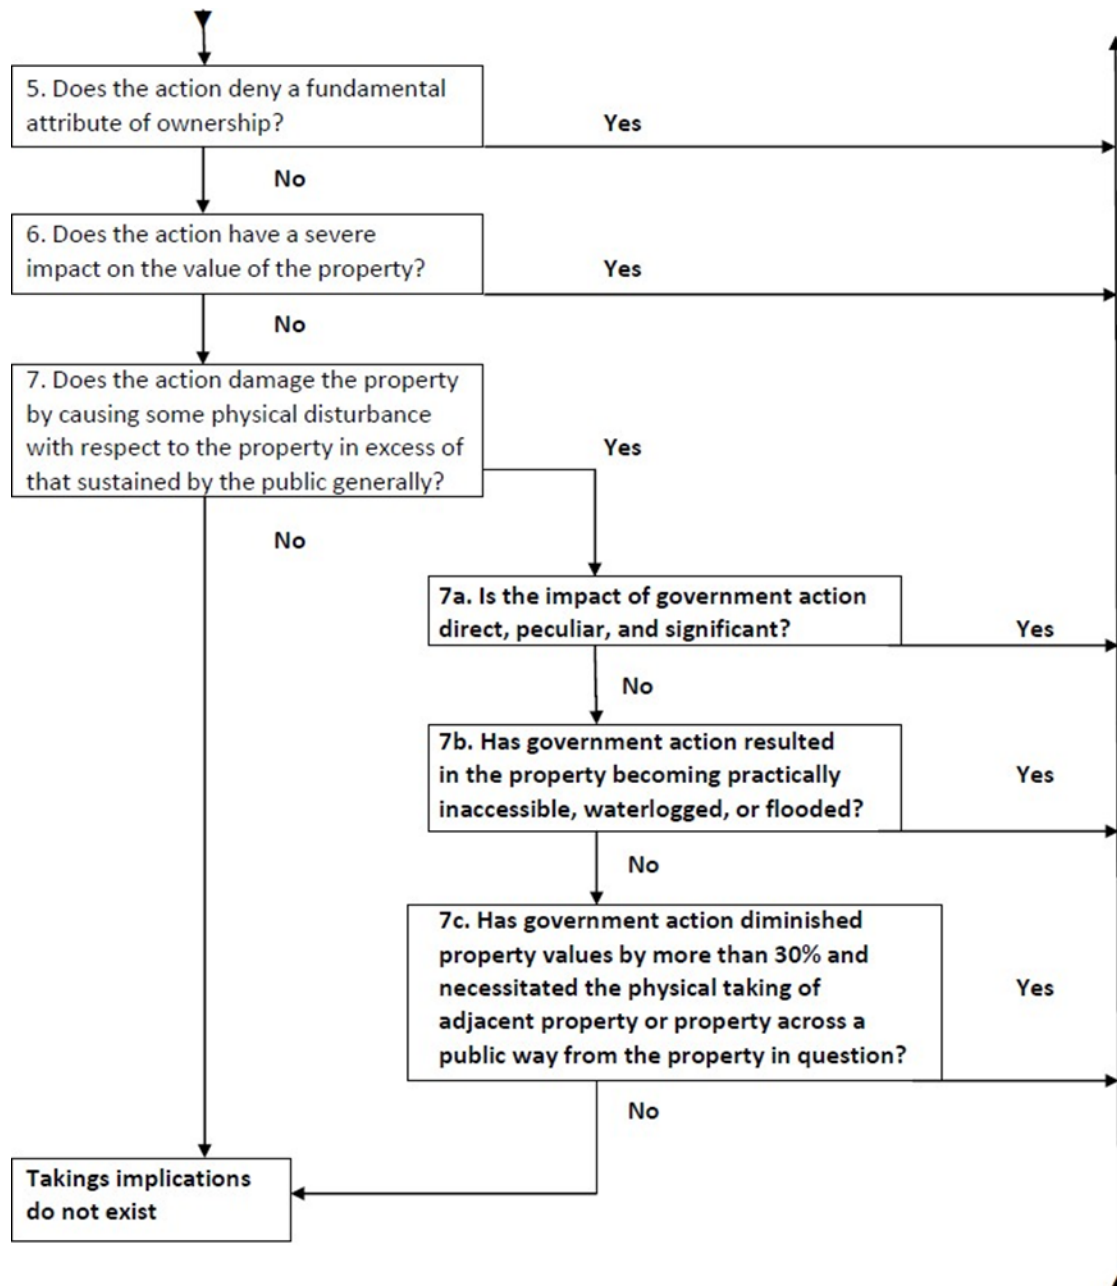 5. Does the action deny a fundamental
attribute of ownership?
Yes
No
6. Does the action have a severe
impact on the value of the property?
Yes
No
7. Does the action damage the property
by causing some physical disturbance
with respect to the property in excess of
that sustained by the public generally?
Yes
No
7a. Is the impact of government action
direct, peculiar, and significant?
Yes
No
7b. Has government action resulted
in the property becoming practically
inaccessible, waterlogged, or flooded?
Yes
No
7c. Has government action diminished
property values by more than 30% and
necessitated the physical taking of
adjacent property or property across a
public way from the property in question?
Yes
No
Takings implications
do not exist